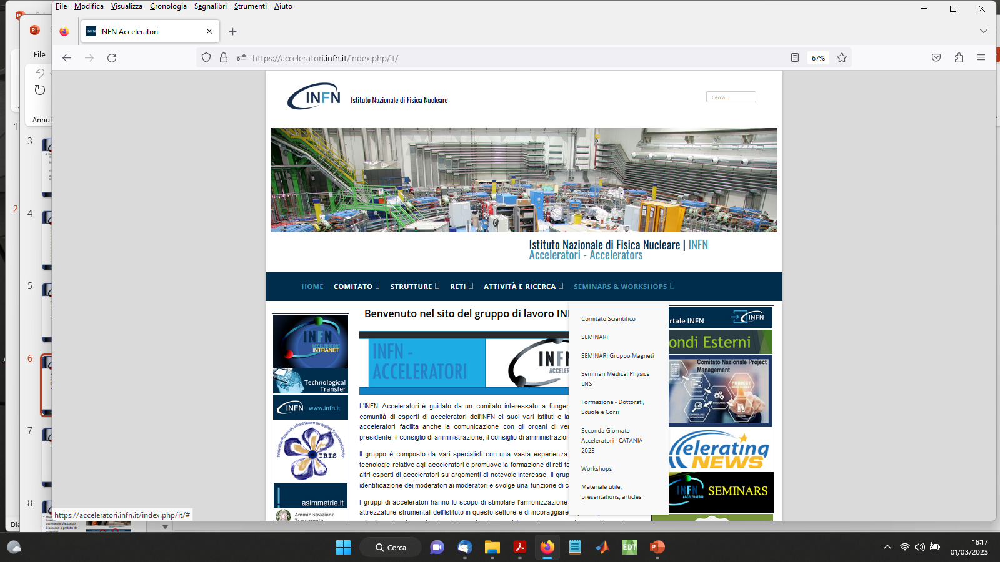 File Modifica Visualizza Cronologia Segnalibri Strumenti Aiuto
INFN Acceleratori
https://acceleratori.infn.it/index.php/it/
67%
File
Annul
1
2
3
4
5
6
7
8
INFN
Istituto Nazionale di Fisica Nucleare
Cerca...
Istituto Nazionale di Fisica Nucleare | INFN
Acceleratori - Accelerators
HOME COMITATO STRUTTURE RETI ATTIVITÀ E RICERCA SEMINARS & WORKSHOPS
Benvenuto nel sito del gruppo di lavoro IN
INFN
ACCELERATORI
INTRANET
Technological
Transfer
INFN www.infn.it
Innovative Research Infrastructure on applied Superconductivity
IRIS
asimmetrie.it
Amministrazione
Trasparente
INFN -
ACCELERATORI
INFN
L'INFN Acceleratori è guidato da un comitato interessato a funger
comunità di esperti di acceleratori dell'INFN ei suoi vari istituti e la
acceleratori facilita anche la comunicazione con gli organi di ver
presidente, il consiglio di amministrazione, il consiglio di amministrazion
Il gruppo è composto da vari specialisti con una vasta esperienza
tecnologie relative agli acceleratori e promuove la formazione di reti te
altri esperti di acceleratori su argomenti di notevole interesse. Il grup
identificazione dei moderatori ai moderatori e svolge una funzione di c
I gruppi di acceleratori hanno lo scopo di stimolare l'armonizzazione
attrezzature strumentali dell'Istituto in questo settore e di incoraggiare
Comitato Scientifico
SEMINARI
SEMINARI Gruppo Magneti
Seminari Medical Physics
LNS
Formazione - Dottorati,
Scuole e Corsi
Seconda Giornata
Acceleratori - CATANIA
2023
Workshops
Materiale utile,
presentations, articles
ortale INFN
INFN
ondi Esterni
Comitato Nazionale Project
Management
elerating
NEWS
INFN
ACCELERATORI
SEMINARS
https://acceleratori.infn.it/index.php/it/#
Dia
L'accesso è protetto da
password
Cerca
EDT
16:17
01/03/2023